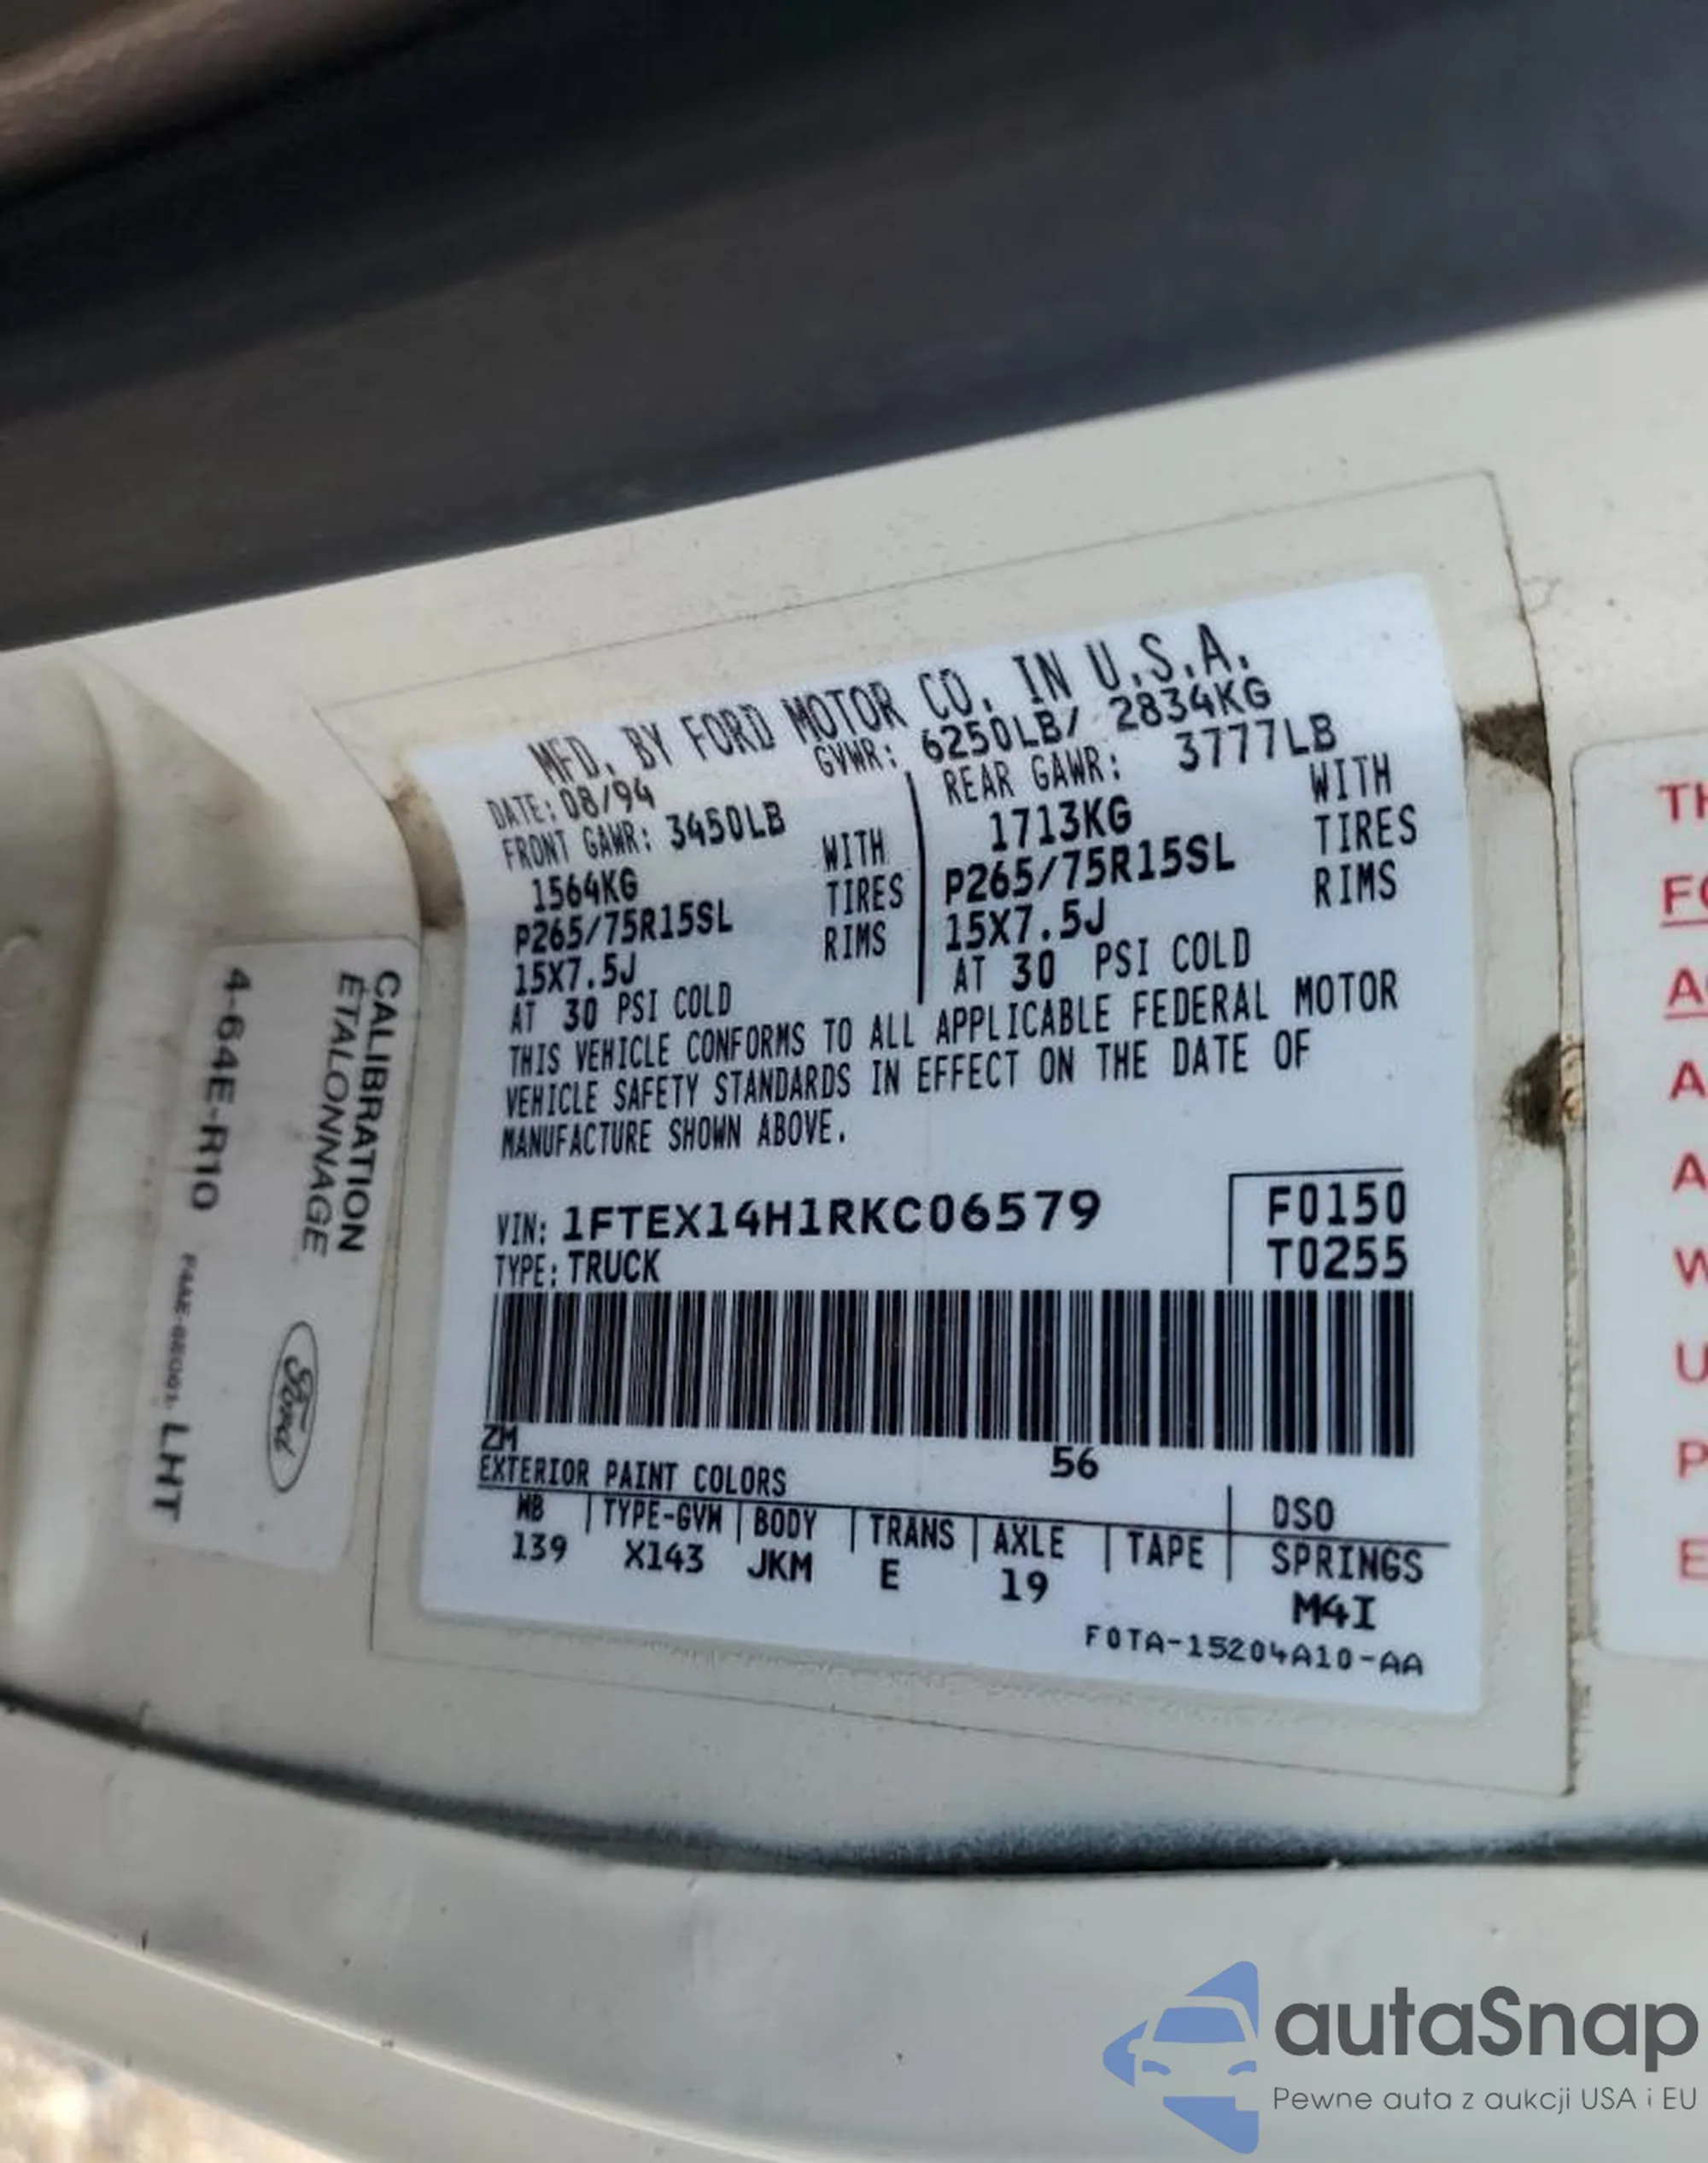 MFD. BY FORD MOTOR CO. IN U.S.A.
DATE: 08/94 GVWR: 6250LB/ 2834KG
FRONT GAWR: 3450LB REAR GAWR: 3777LB
1564KG WITH 1713KG WITH
P265/75R15SL TIRES P265/75R15SL TIRES
15X7.5J RIMS 15X7.5J RIMS
AT 30 PSI COLD AT 30 PSI COLD
THIS VEHICLE CONFORMS TO ALL APPLICABLE FEDERAL MOTOR
VEHICLE SAFETY STANDARDS IN EFFECT ON THE DATE OF
MANUFACTURE SHOWN ABOVE.
VIN: 1FTEX14H1RKC06579 F0150
TYPE: TRUCK T0255
ZM 56
EXTERIOR PAINT COLORS DSO
WB TYPE-GVW BODY TRANS AXLE TAPE SPRINGS
139 X143 JKM E 19 M4I
F0TA-15204A10-AA
CALIBRATION
ÉTALONNAGE
Ford
4-64E-R10 LHT
autaSnap
Pewne auta z aukcji USA i EU